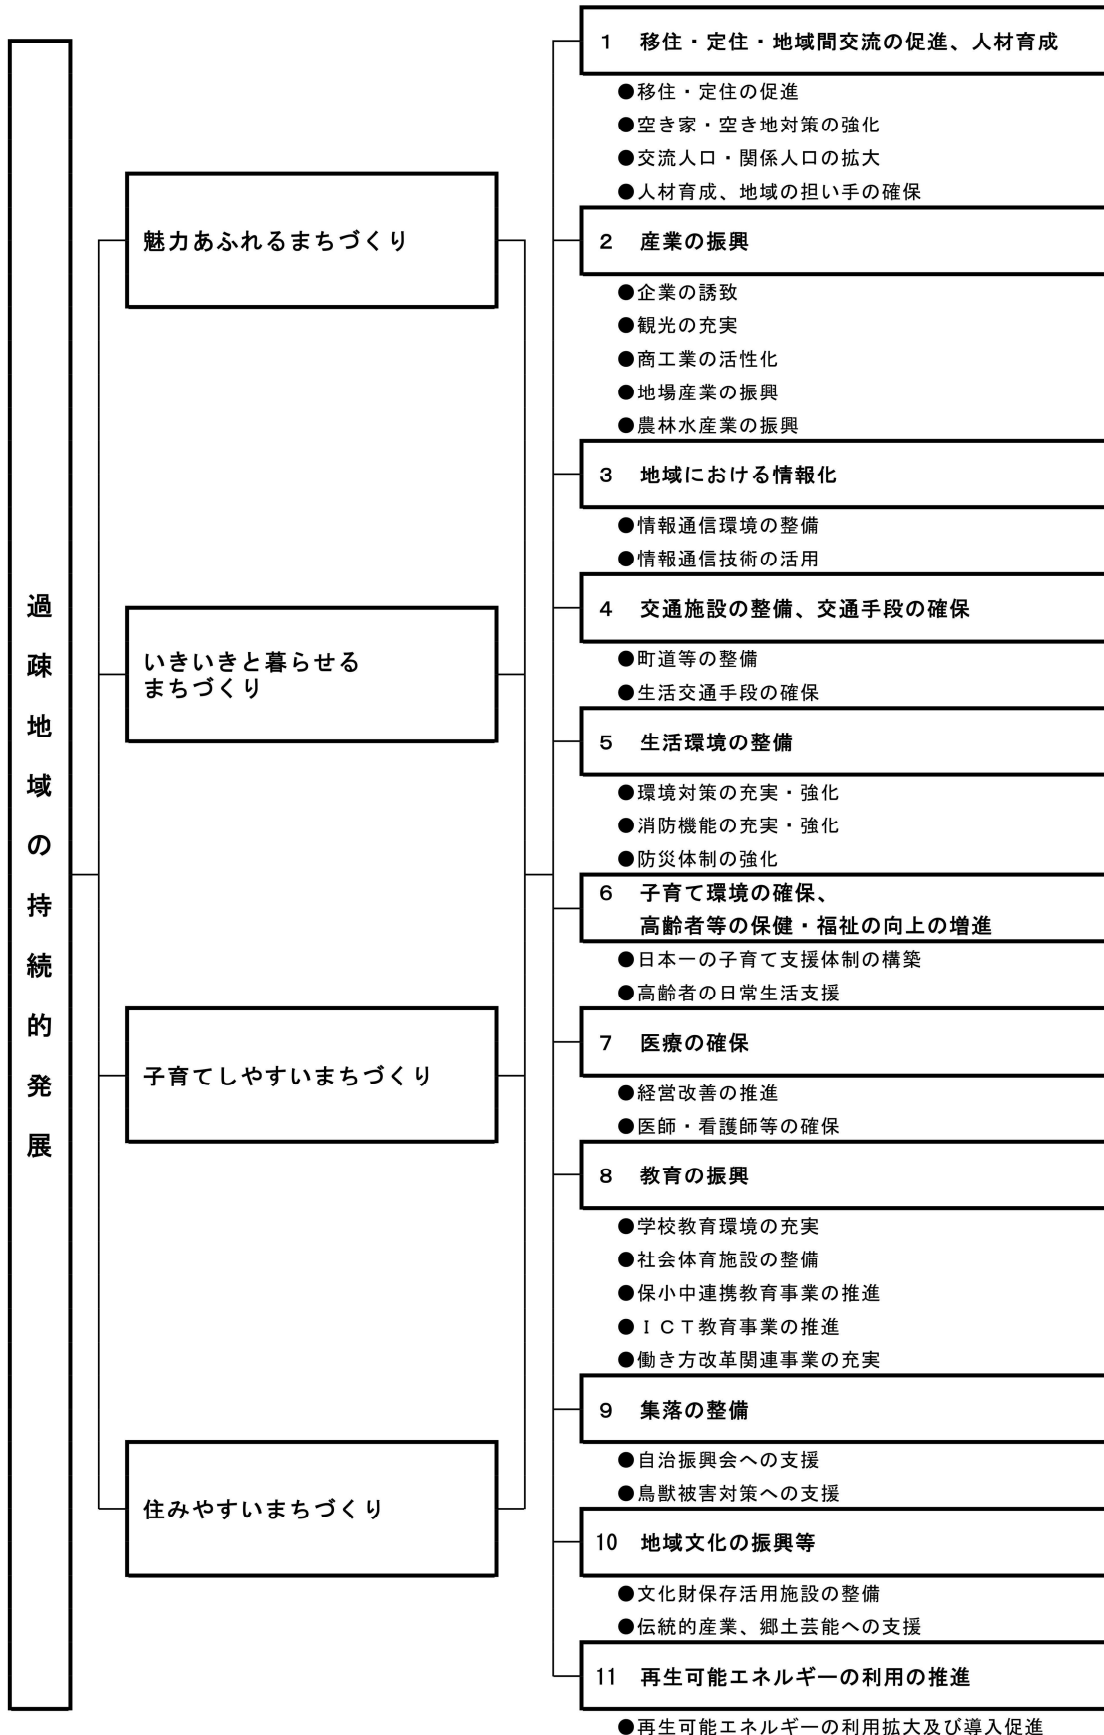 過疎地域の持続的発展
魅力あふれるまちづくり
いきいきと暮らせる
まちづくり
子育てしやすいまちづくり
住みやすいまちづくり
1 移住・定住・地域間交流の促進、人材育成
●移住・定住の促進
●空き家・空き地対策の強化
●交流人口・関係人口の拡大
●人材育成、地域の担い手の確保
2 産業の振興
●企業の誘致
●観光の充実
●商工業の活性化
●地場産業の振興
●農林水産業の振興
3 地域における情報化
●情報通信環境の整備
●情報通信技術の活用
4 交通施設の整備、交通手段の確保
●町道等の整備
●生活交通手段の確保
5 生活環境の整備
●環境対策の充実・強化
●消防機能の充実・強化
●防災体制の強化
6 子育て環境の確保、
高齢者等の保健・福祉の向上の増進
●日本一の子育て支援体制の構築
●高齢者の日常生活支援
7 医療の確保
●経営改善の推進
●医師・看護師等の確保
8 教育の振興
●学校教育環境の充実
●社会体育施設の整備
●保小中連携教育事業の推進
●ＩＣＴ教育事業の推進
●働き方改革関連事業の充実
9 集落の整備
●自治振興会への支援
●鳥獣被害対策への支援
10 地域文化の振興等
●文化財保存活用施設の整備
●伝統的産業、郷土芸能への支援
11 再生可能エネルギーの利用の推進
●再生可能エネルギーの利用拡大及び導入促進